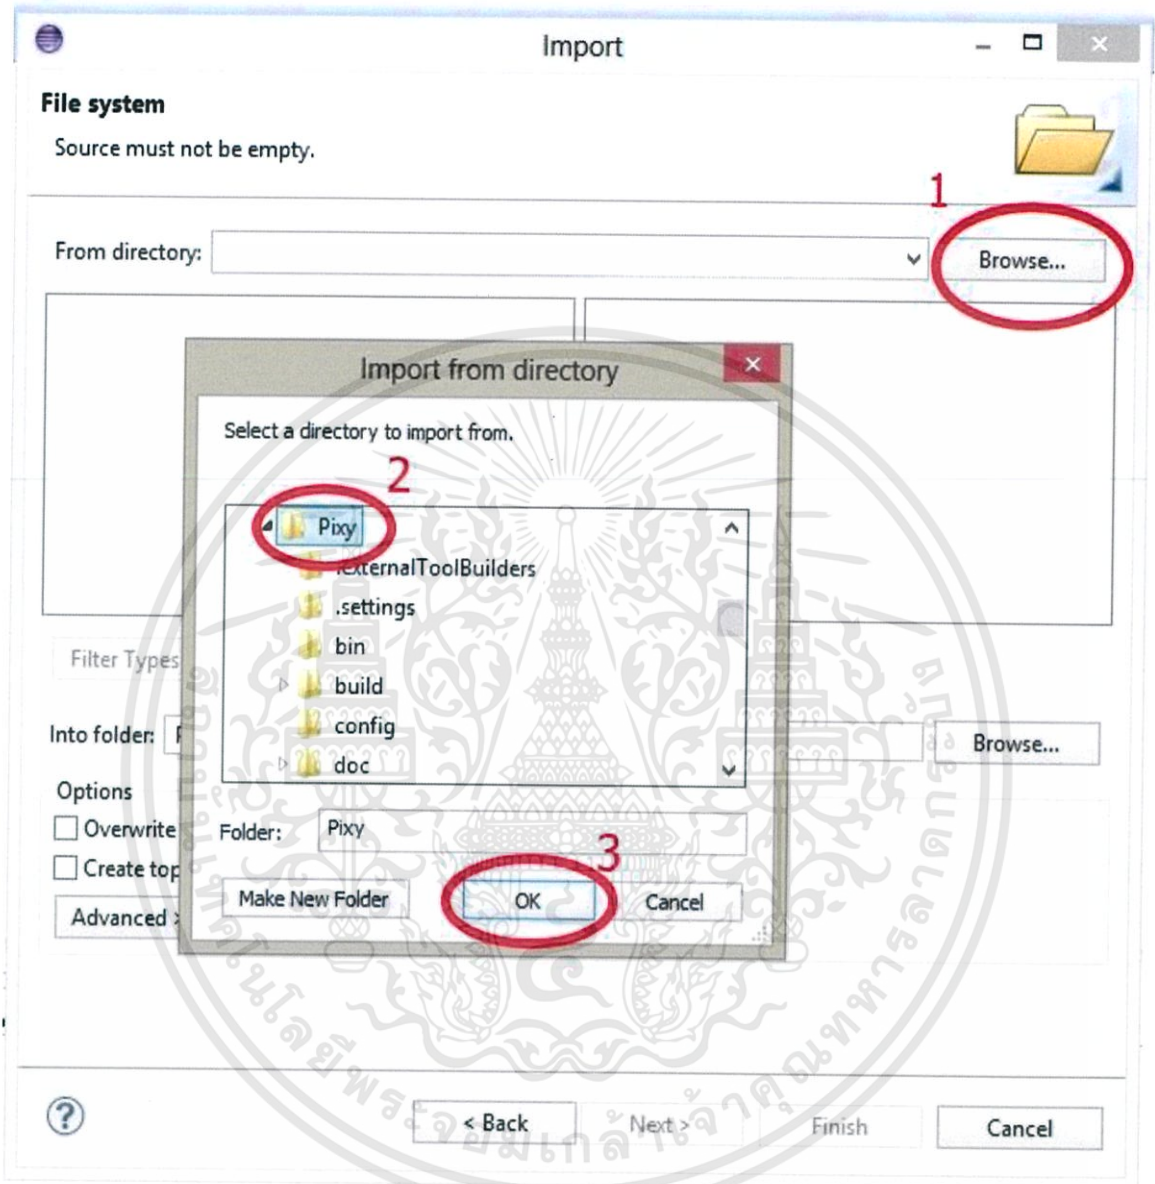 Import
File system
Source must not be empty.
1
From directory:
Browse...
Import from directory
Select a directory to import from.
2
Pixy
.externalToolBuilders
.settings
bin
build
config
doc
Filter Types
Into folder:
Browse...
Options
Overwrite
Create top
Folder: Pixy
3
Make New Folder
OK
Cancel
Advanced >
< Back
Next >
Finish
Cancel